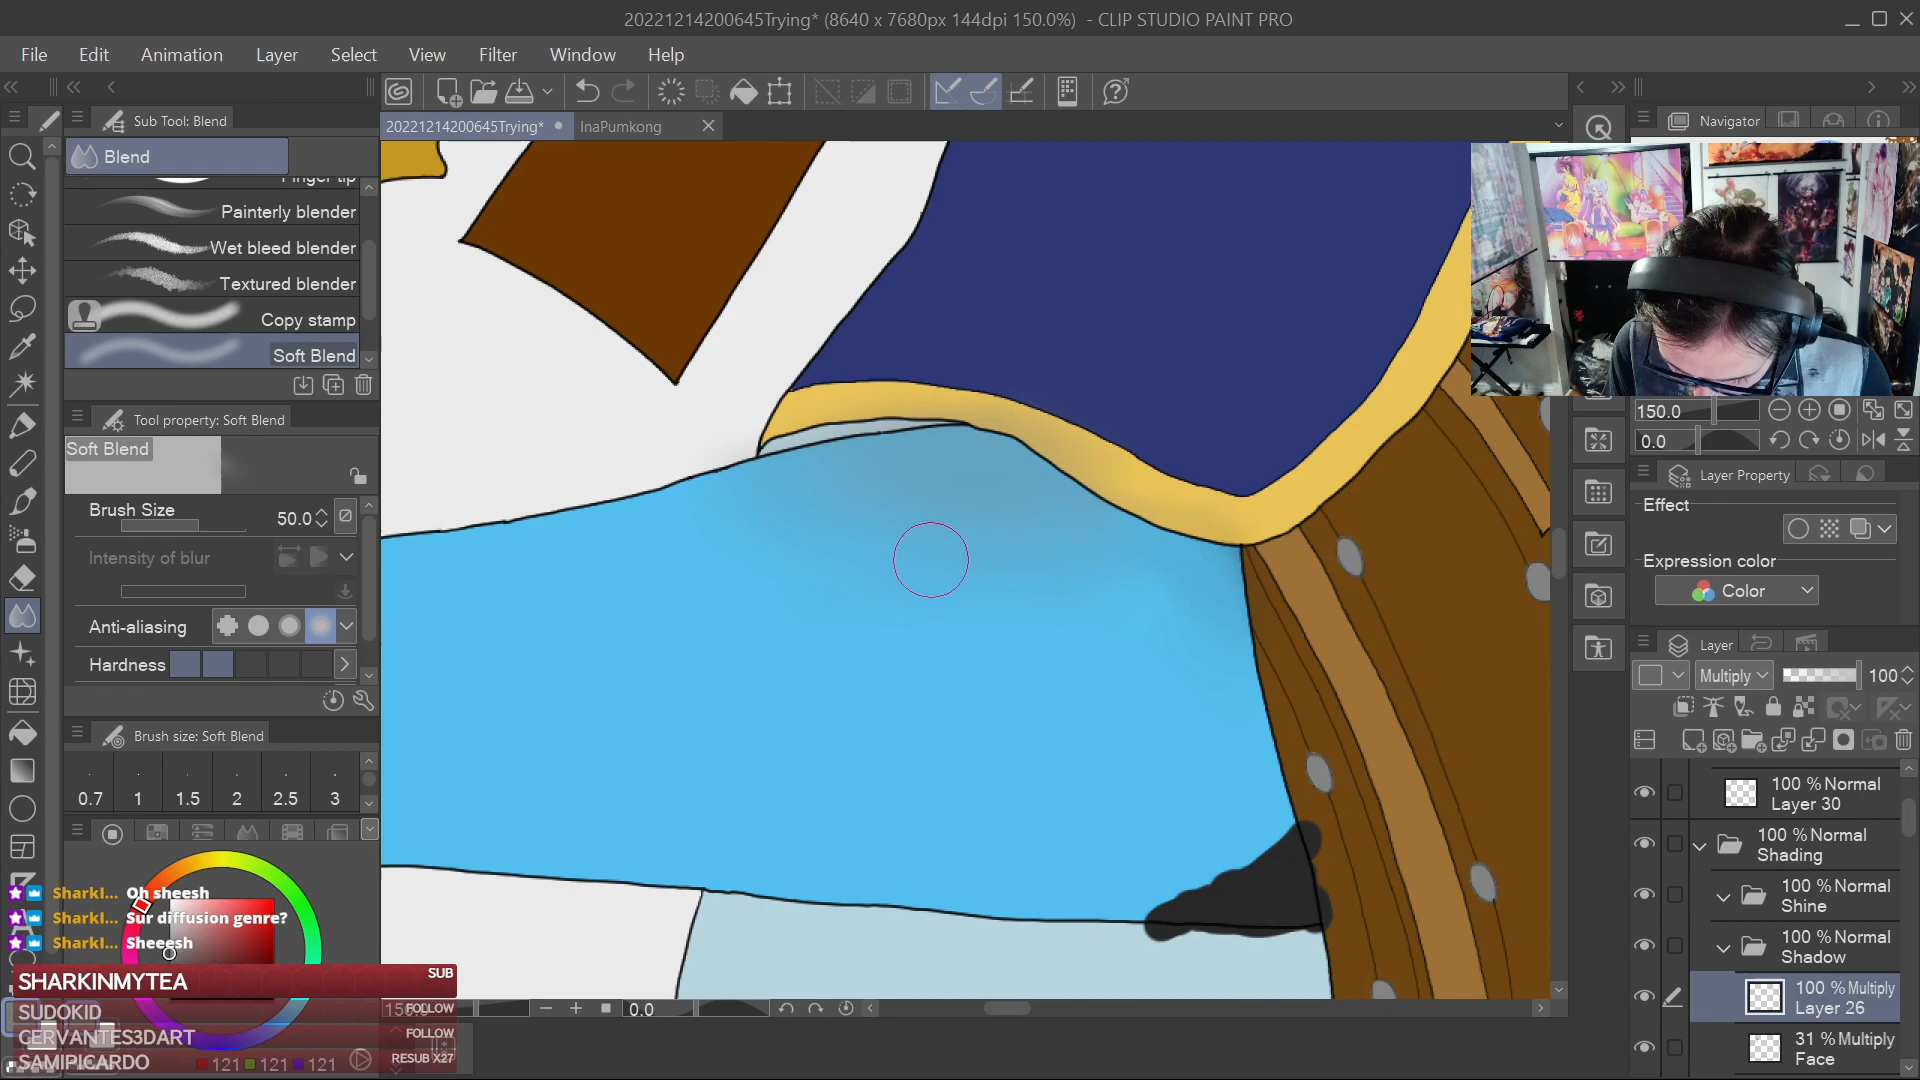 20221214200645Trying* (8640 x 7680px 144dpi 150.0%) - CLIP STUDIO PAINT PRO
File Edit Animation Layer Select View Filter Window Help
Sub Tool: Blend
20221214200645Trying*
InaPumkong
Navigator
Blend
Finger tip
Painterly blender
Wet bleed blender
Textured blender
Copy stamp
Soft Blend
Tool property: Soft Blend
Soft Blend
Brush Size 50.0
Intensity of blur
Anti-aliasing
Hardness
Brush size: Soft Blend
0.7 1 1.5 2 2.5 3
SharkI... Oh sheesh
SharkI... Sur diffusion genre?
SharkI... Sheeesh
SHARKINMYTEA SUB
SUDOKID FOLLOW
CERVANTES3DART FOLLOW
SAMIPICARDO RESUB X27
121 121 121
0.0
150.0
0.0
Layer Property
Effect
Expression color
Color
Layer
Multiply 100
100 % Normal
Layer 30
100 % Normal
Shading
100 % Normal
Shine
100 % Normal
Shadow
100 % Multiply
Layer 26
31 % Multiply
Face